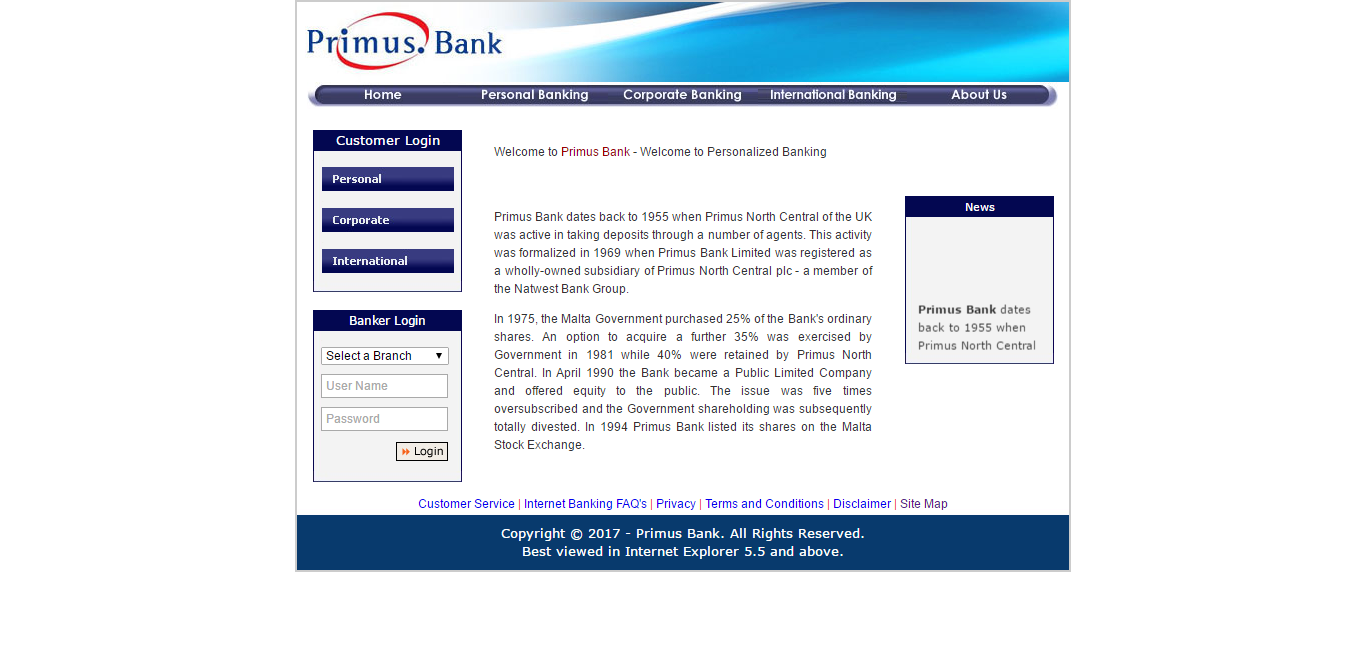 Primus. Bank
Home Personal Banking Corporate Banking International Banking About Us
Customer Login
Personal
Corporate
International
Banker Login
Select a Branch
User Name
Password
Login
Welcome to Primus Bank - Welcome to Personalized Banking
Primus Bank dates back to 1955 when Primus North Central of the UK
was active in taking deposits through a number of agents. This activity
was formalized in 1969 when Primus Bank Limited was registered as
a wholly-owned subsidiary of Primus North Central plc - a member of
the Natwest Bank Group.
In 1975, the Malta Government purchased 25% of the Bank's ordinary
shares. An option to acquire a further 35% was exercised by
Government in 1981 while 40% were retained by Primus North
Central. In April 1990 the Bank became a Public Limited Company
and offered equity to the public. The issue was five times
oversubscribed and the Government shareholding was subsequently
totally divested. In 1994 Primus Bank listed its shares on the Malta
Stock Exchange.
News
Primus Bank dates
back to 1955 when
Primus North Central
Customer Service | Internet Banking FAQ's | Privacy | Terms and Conditions | Disclaimer | Site Map
Copyright © 2017 - Primus Bank. All Rights Reserved.
Best viewed in Internet Explorer 5.5 and above.